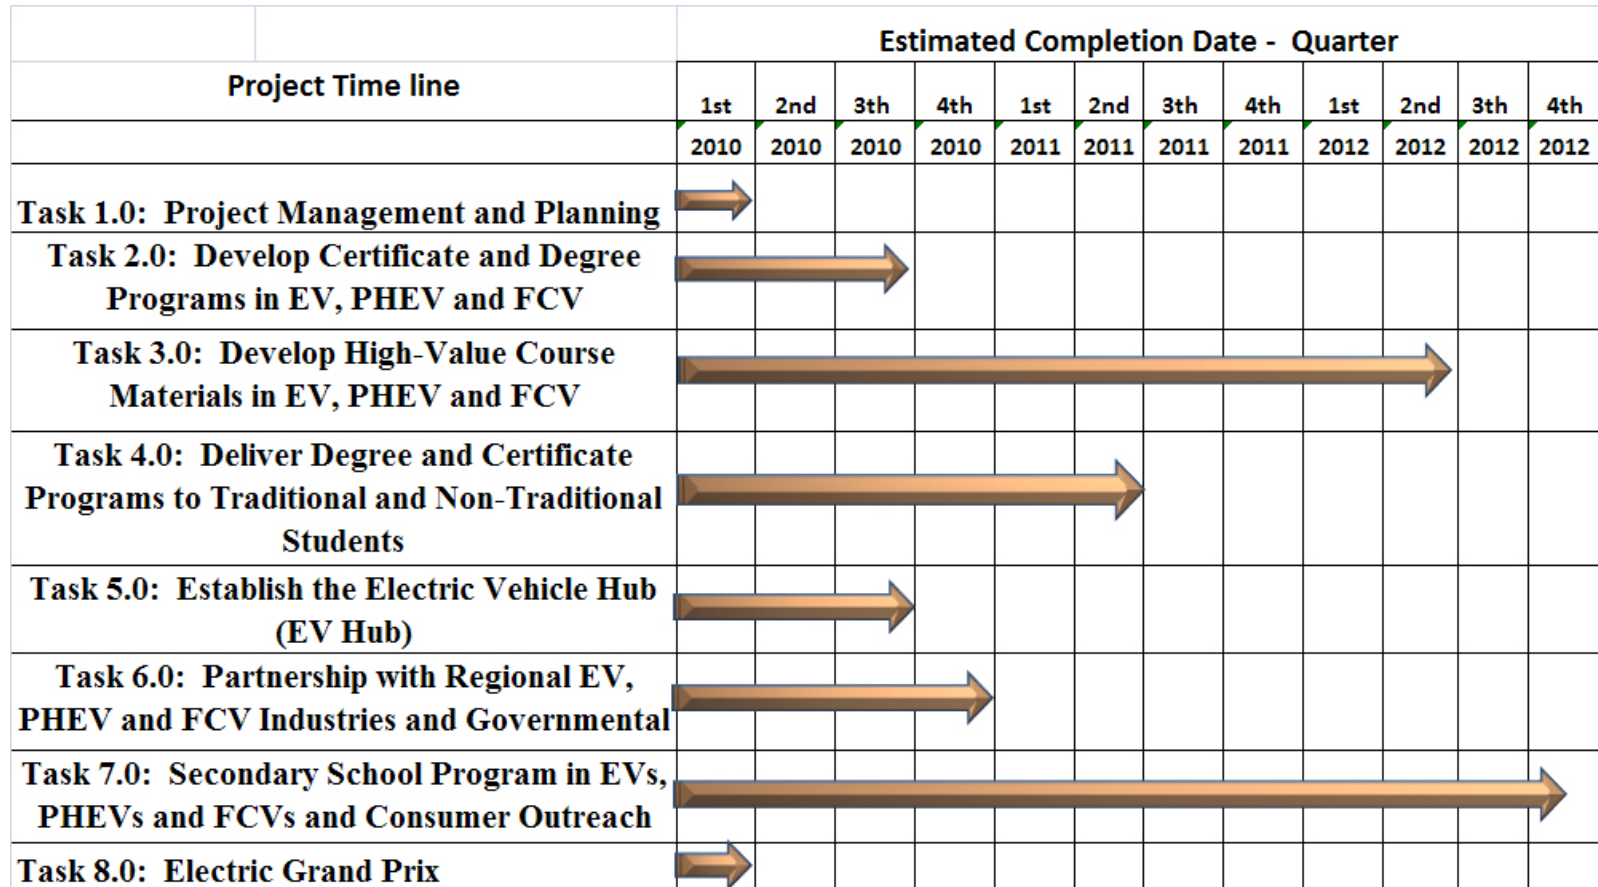 Estimated Completion Date -  Quarter
Project Time line
1st 2nd 3th 4th 1st 2nd 3th 4th 1st 2nd 3th 4th
2010 2010 2010 2010 2011 2011 2011 2011 2012 2012 2012 2012
Task 1.0:  Project Management and Planning
Task 2.0:  Develop Certificate and Degree
Programs in EV, PHEV and FCV
Task 3.0:  Develop High-Value Course
Materials in EV, PHEV and FCV
Task 4.0:  Deliver Degree and Certificate
Programs to Traditional and Non-Traditional
Students
Task 5.0:  Establish the Electric Vehicle Hub
(EV Hub)
Task 6.0:  Partnership with Regional EV,
PHEV and FCV Industries and Governmental
Task 7.0:  Secondary School Program in EVs,
PHEVs and FCVs and Consumer Outreach
Task 8.0:  Electric Grand Prix